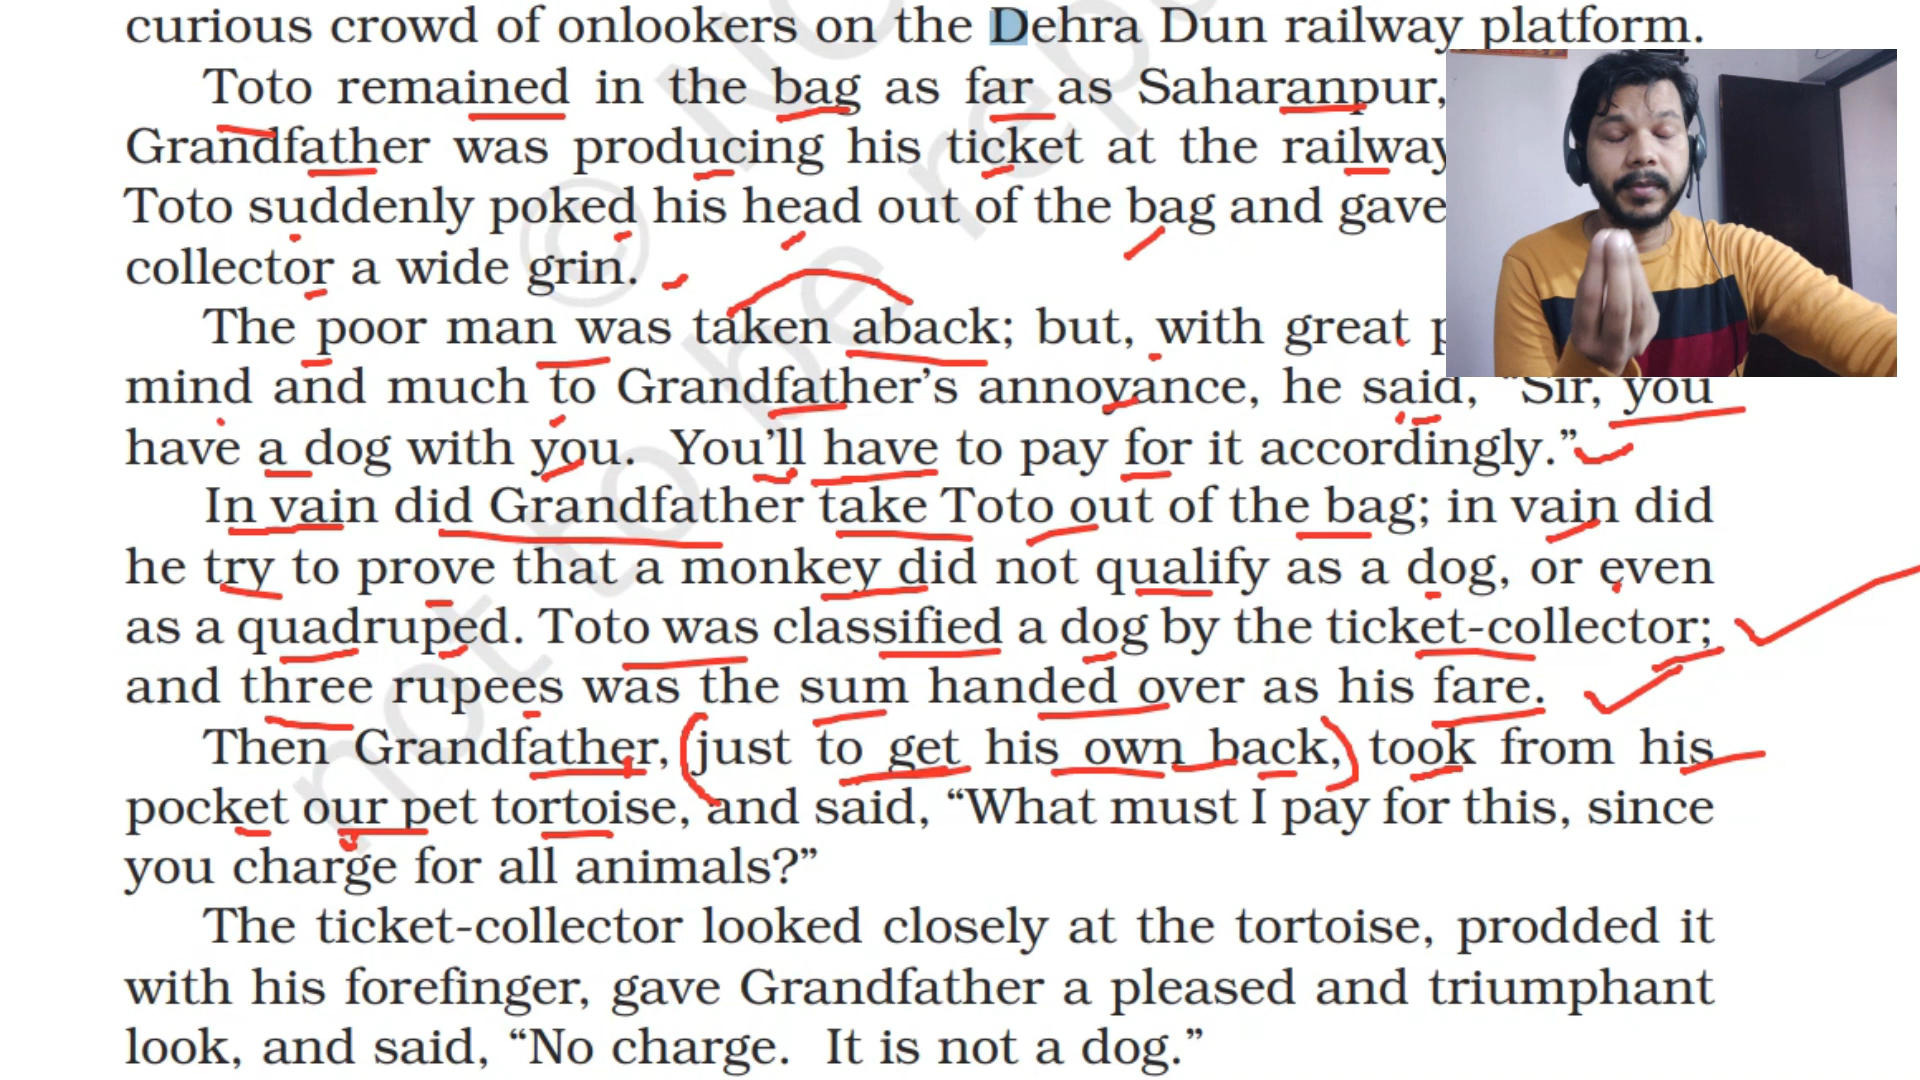 curious crowd of onlookers on the Dehra Dun railway platform.
Toto remained in the bag as far as Saharanpur,
Grandfather was producing his ticket at the railway
Toto suddenly poked his head out of the bag and gave
collector a wide grin.
The poor man was taken aback; but, with great p
mind and much to Grandfather’s annoyance, he said, “Sir, you
have a dog with you. You’ll have to pay for it accordingly.”
In vain did Grandfather take Toto out of the bag; in vain did
he try to prove that a monkey did not qualify as a dog, or even
as a quadruped. Toto was classified a dog by the ticket-collector;
and three rupees was the sum handed over as his fare.
Then Grandfather, just to get his own back, took from his
pocket our pet tortoise, and said, “What must I pay for this, since
you charge for all animals?”
The ticket-collector looked closely at the tortoise, prodded it
with his forefinger, gave Grandfather a pleased and triumphant
look, and said, “No charge. It is not a dog.”